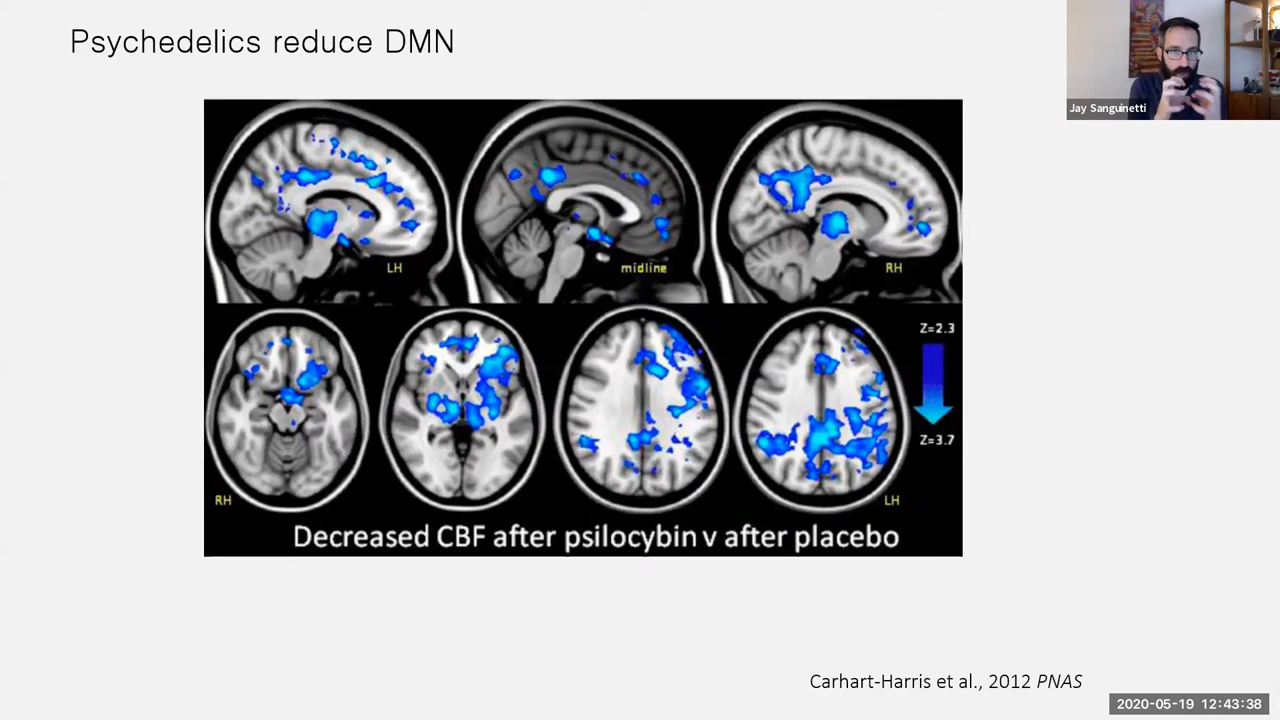 Psychedelics reduce DMN
Jay Sanguinetti
LH
midline
RH
Z=2.3
Z=3.7
RH
LH
Decreased CBF after psilocybin v after placebo
Carhart-Harris et al., 2012 PNAS
2020-05-19 12:43:38